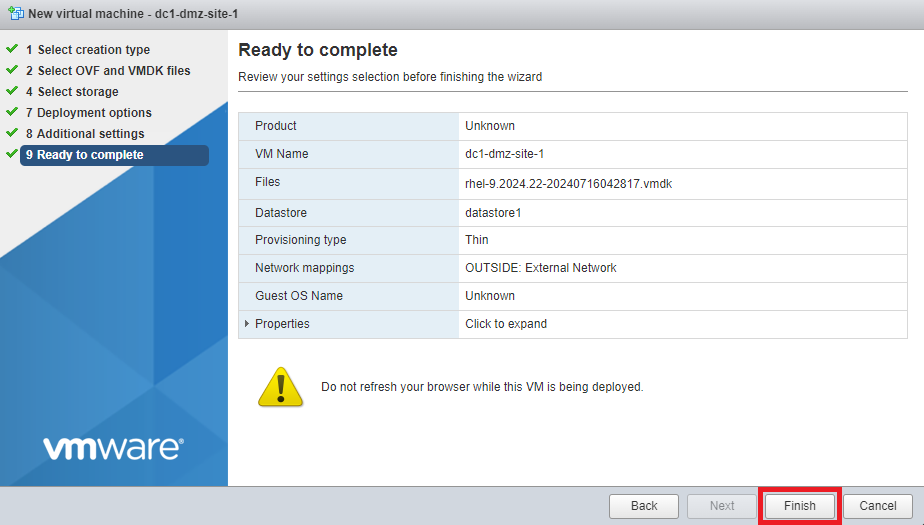 New virtual machine - dc1-dmz-site-1
1 Select creation type
2 Select OVF and VMDK files
4 Select storage
7 Deployment options
8 Additional settings
9 Ready to complete
Ready to complete
Review your settings selection before finishing the wizard
Product Unknown
VM Name dc1-dmz-site-1
Files rhel-9.2024.22-20240716042817.vmdk
Datastore datastore1
Provisioning type Thin
Network mappings OUTSIDE: External Network
Guest OS Name Unknown
Properties Click to expand
Do not refresh your browser while this VM is being deployed.
vmware®
Back Next Finish Cancel